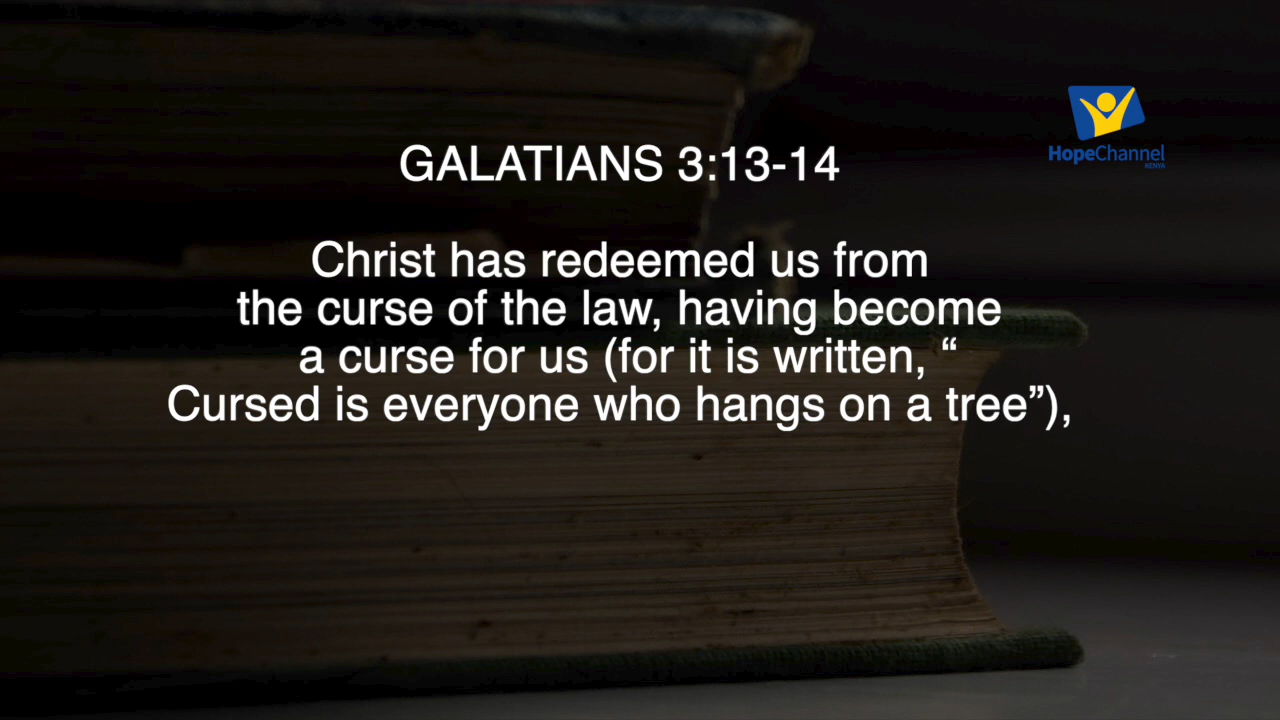 HopeChannel
KENYA
GALATIANS 3:13-14
Christ has redeemed us from
the curse of the law, having become
a curse for us (for it is written, “
Cursed is everyone who hangs on a tree”),